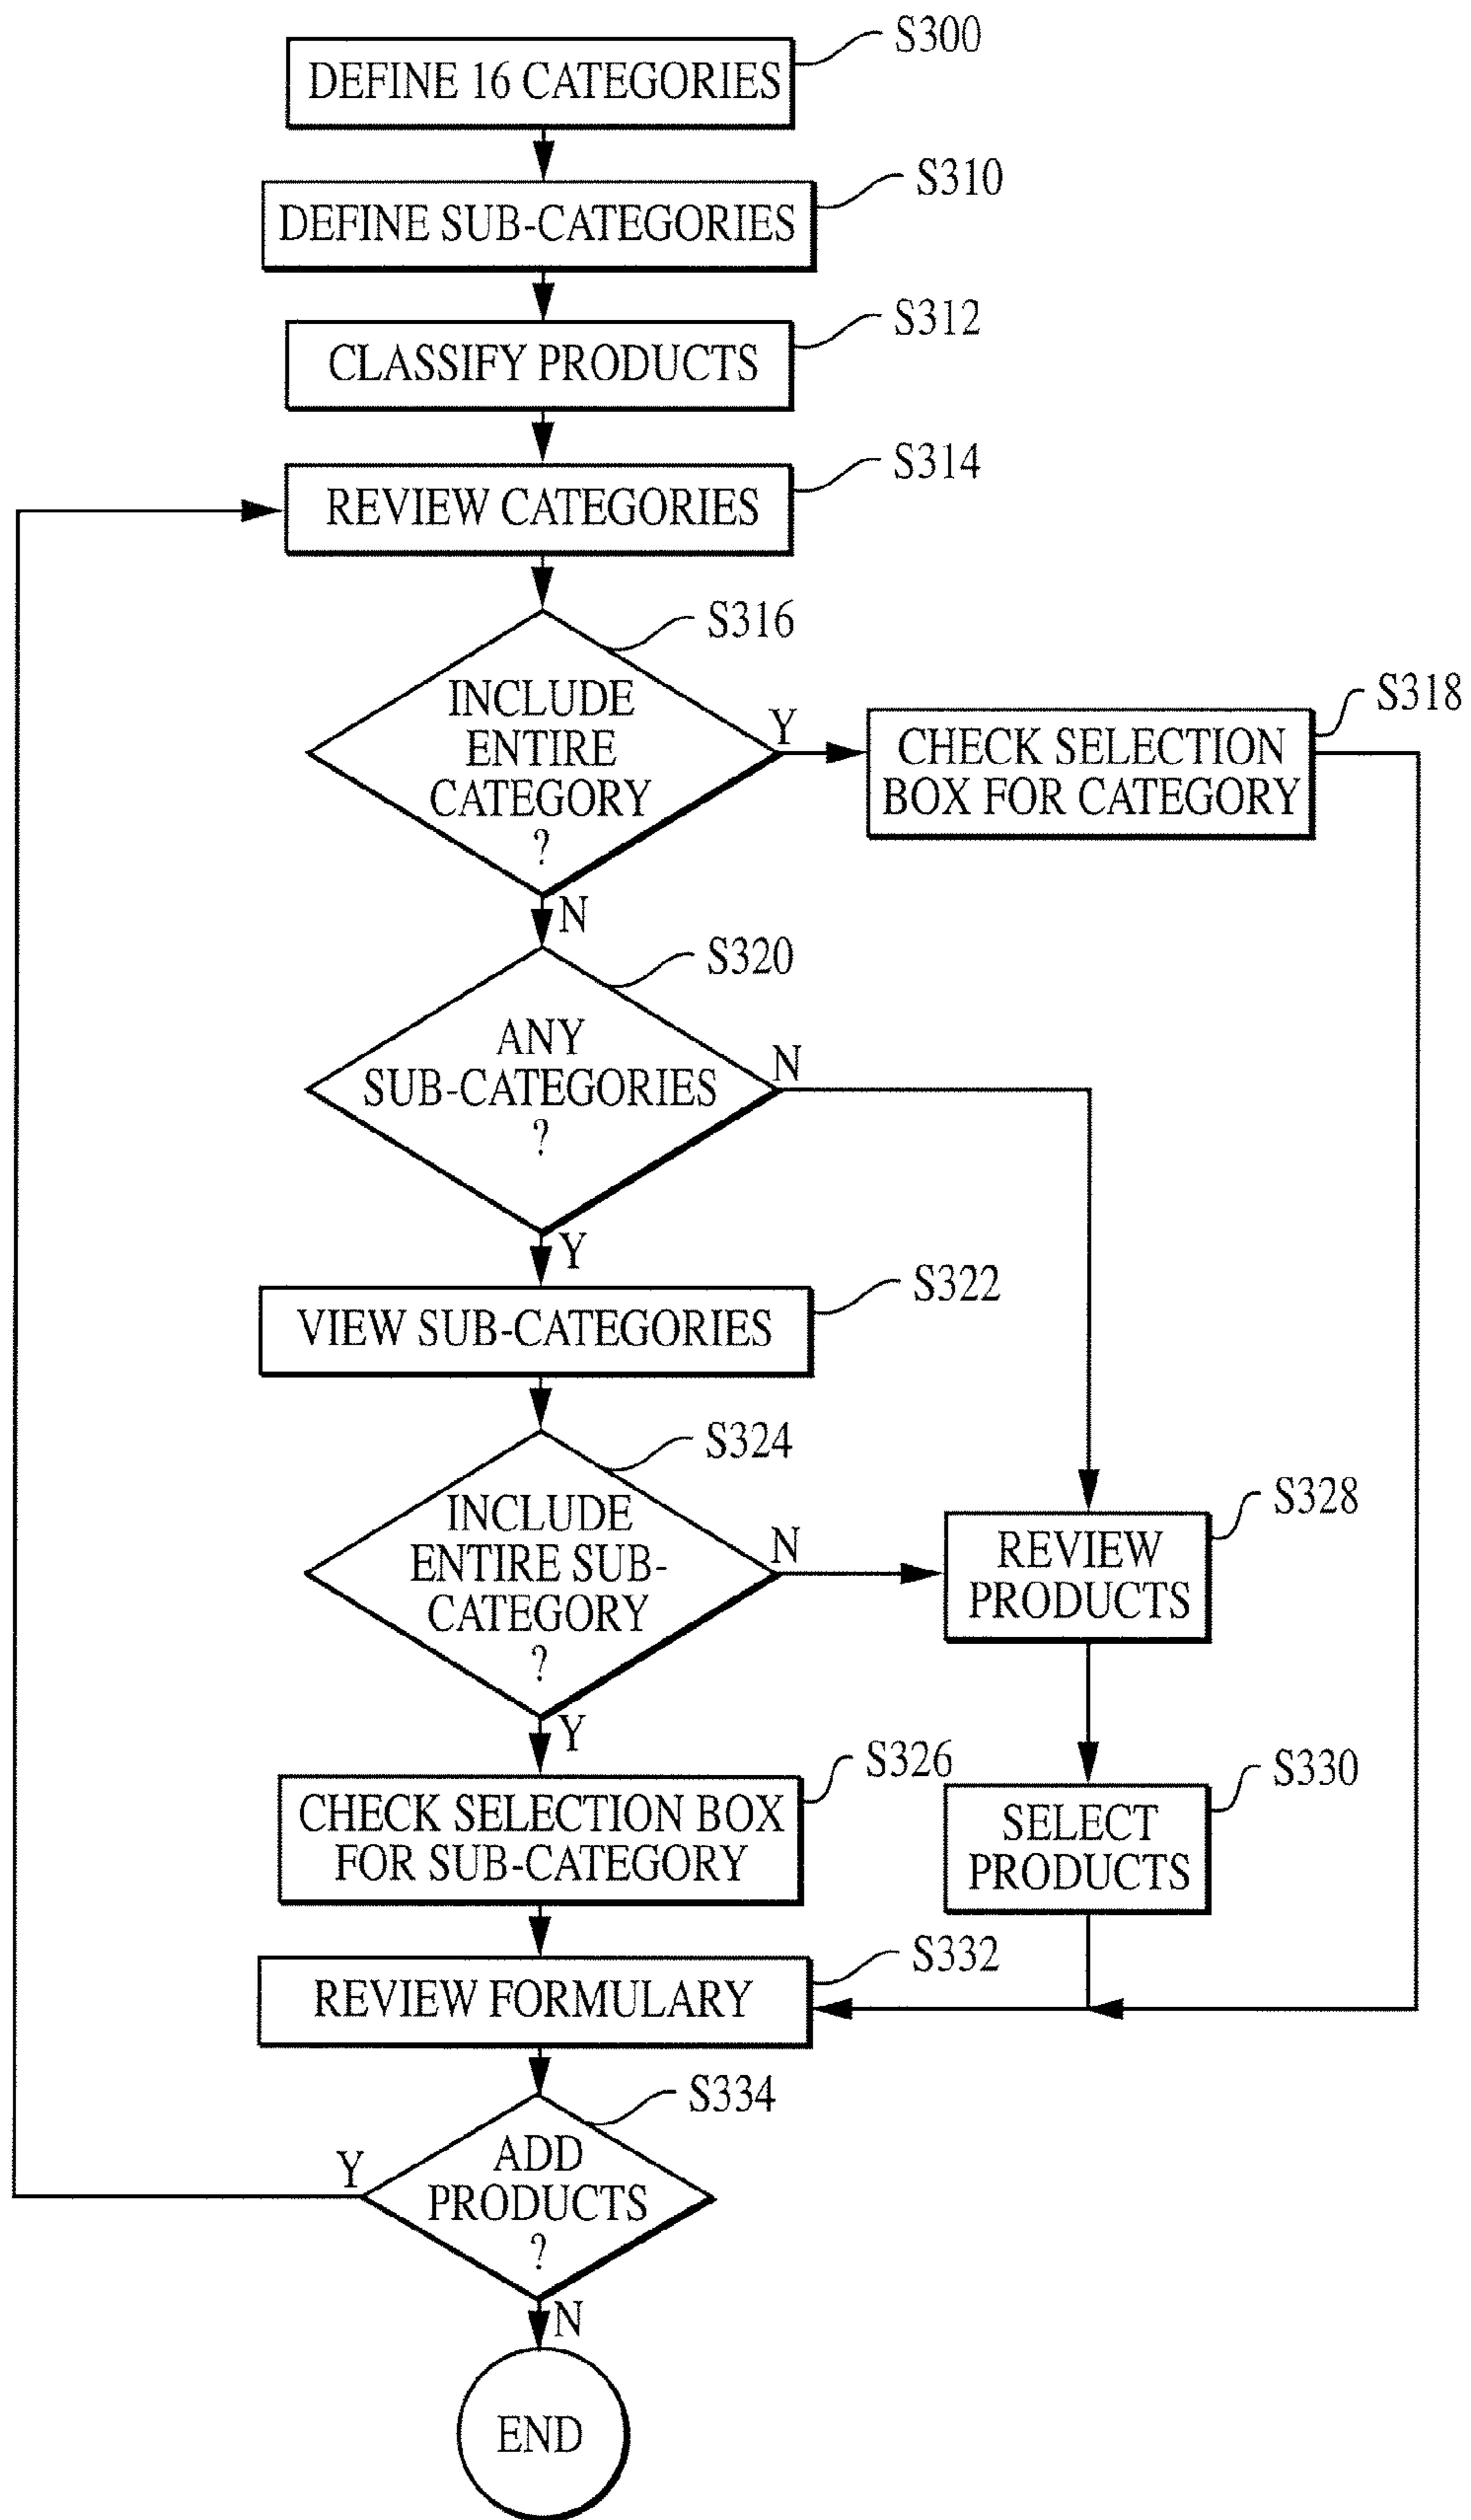 S300
DEFINE 16 CATEGORIES
S310
DEFINE SUB-CATEGORIES
S312
CLASSIFY PRODUCTS
S314
REVIEW CATEGORIES
S316
INCLUDE
ENTIRE
CATEGORY
?
Y
S318
CHECK SELECTION
BOX FOR CATEGORY
N
S320
ANY
SUB-CATEGORIES
?
N
Y
S322
VIEW SUB-CATEGORIES
S324
INCLUDE
ENTIRE SUB-
CATEGORY
?
N
S328
REVIEW
PRODUCTS
Y
S326
CHECK SELECTION BOX
FOR SUB-CATEGORY
S330
SELECT
PRODUCTS
S332
REVIEW FORMULARY
S334
ADD
PRODUCTS
?
Y
N
END